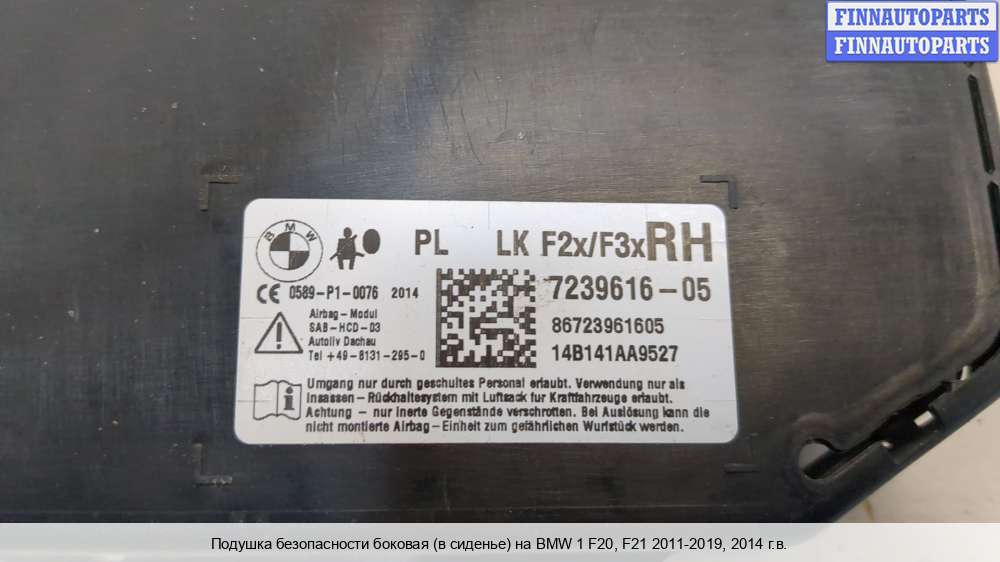 FINNAUTOPARTS
FINNAUTOPARTS
BMW
PL LK F2x/F3x RH
CE 0589-P1-0076 2014
7239616-05
Airbag-Modul
SAB-HCD-03
Autoliv Dachau
Tel +49-8131-295-0
86723961605
14B141AA9527
Umgang nur durch geschultes Personal erlaubt. Verwendung nur als
Insassen-Rückhaltesystem mit Luftsack fur Kraftfahrzeuge erlaubt.
Achtung - nur inerte Gegenstände verschrotten. Bei Auslösung kann die
nicht montierte Airbag-Einheit zum gefährlichen Wurfstück werden.
Подушка безопасности боковая (в сиденье) на BMW 1 F20, F21 2011-2019, 2014 г.в.